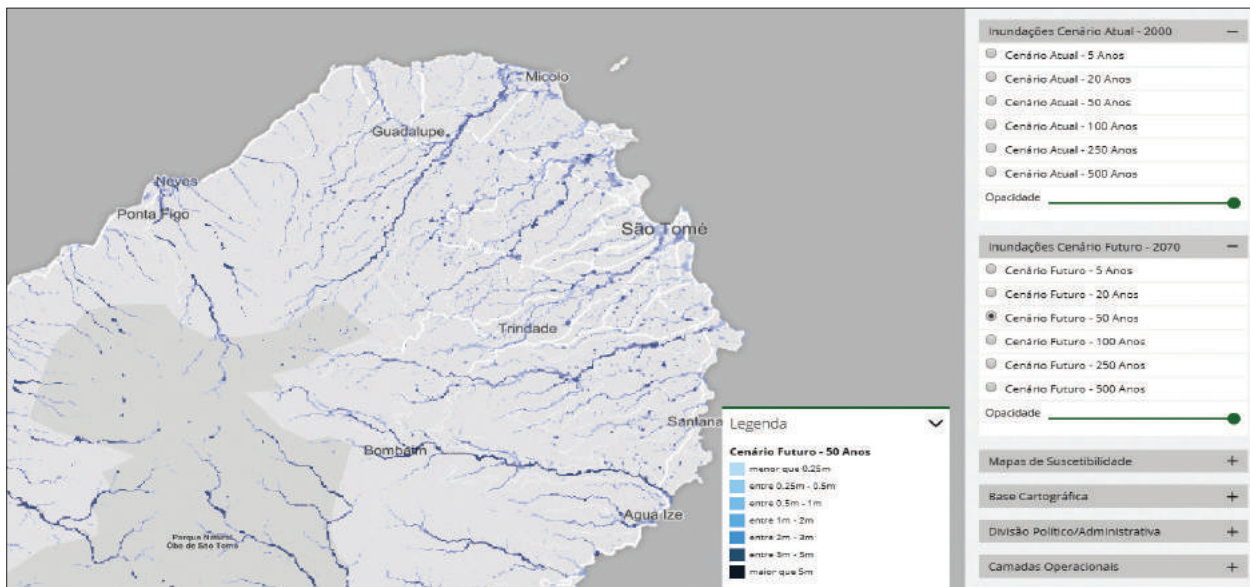 Micolo
Guadalupe
Neves
Ponta Figo
São Tomé
Trindade
Santana
Bombaim
Agua Ize
Parque Natural
Ôbo de São Tomé
Legenda
Cenário Futuro - 50 Anos
menor que 0.25m
entre 0.25m - 0.5m
entre 0.5m - 1m
entre 1m - 2m
entre 2m - 3m
entre 3m - 5m
maior que 5m
Inundações Cenário Atual - 2000
Cenário Atual - 5 Anos
Cenário Atual - 20 Anos
Cenário Atual - 50 Anos
Cenário Atual - 100 Anos
Cenário Atual - 250 Anos
Cenário Atual - 500 Anos
Opacidade
Inundações Cenário Futuro - 2070
Cenário Futuro - 5 Anos
Cenário Futuro - 20 Anos
Cenário Futuro - 50 Anos
Cenário Futuro - 100 Anos
Cenário Futuro - 250 Anos
Cenário Futuro - 500 Anos
Opacidade
Mapas de Suscetibilidade
Base Cartográfica
Divisão Político/Administrativa
Camadas Operacionais